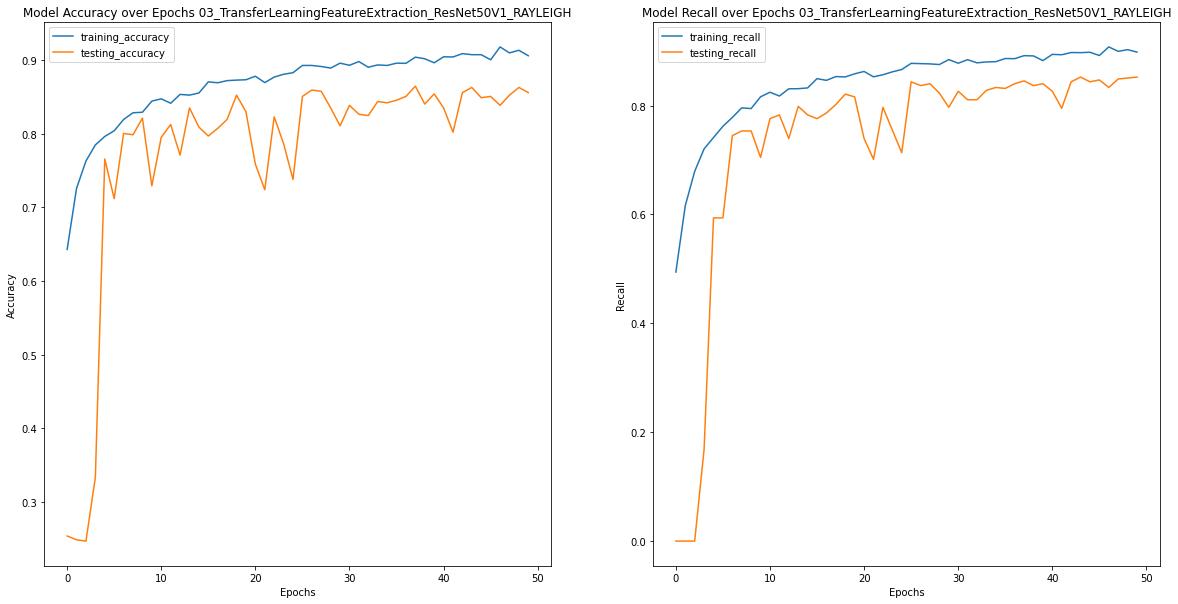 Model Accuracy over Epochs 03_TransferLearningFeatureExtraction_ResNet50V1_RAYLEIGH
training_accuracy
testing_accuracy
0.9
0.8
0.7
0.6
0.5
0.4
0.3
Accuracy
0 10 20 30 40 50
Epochs
Model Recall over Epochs 03_TransferLearningFeatureExtraction_ResNet50V1_RAYLEIGH
training_recall
testing_recall
0.8
0.6
0.4
0.2
0.0
Recall
0 10 20 30 40 50
Epochs